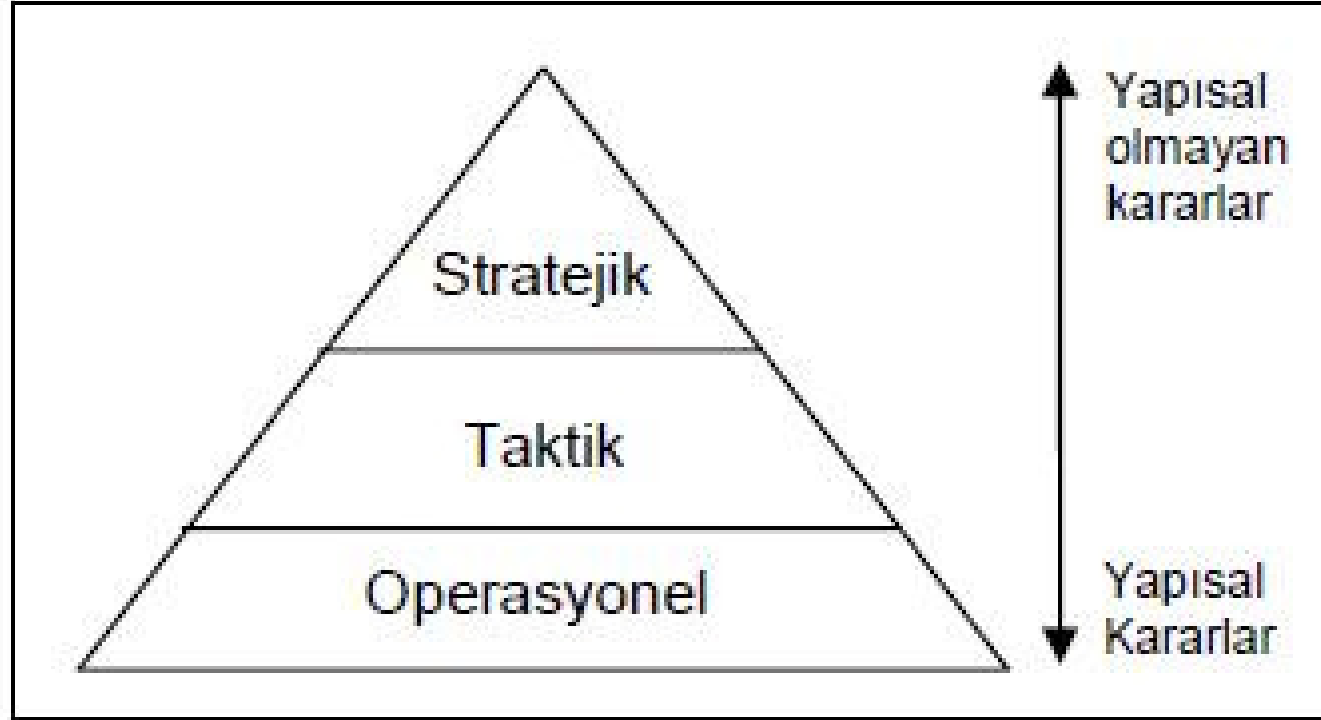 Stratejik
Taktik
Operasyonel
Yapısal
olmayan
kararlar
Yapısal
Kararlar